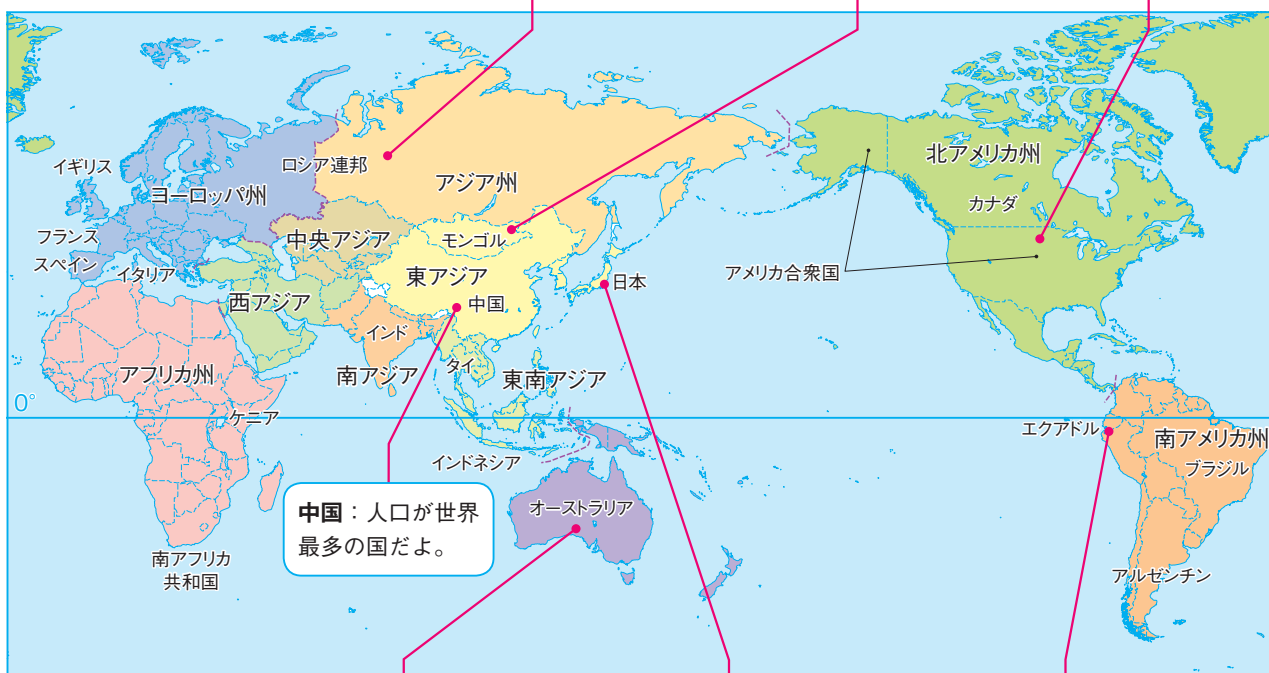 イギリス
ロシア連邦
ヨーロッパ州
アジア州
北アメリカ州
カナダ
フランス
スペイン
イタリア
中央アジア
モンゴル
東アジア
中国
日本
アメリカ合衆国
西アジア
インド
タイ
アフリカ州
南アジア
東南アジア
0°
ケニア
エクアドル
南アメリカ州
ブラジル
インドネシア
オーストラリア
中国：人口が世界
最多の国だよ。
南アフリカ
共和国
アルゼンチン